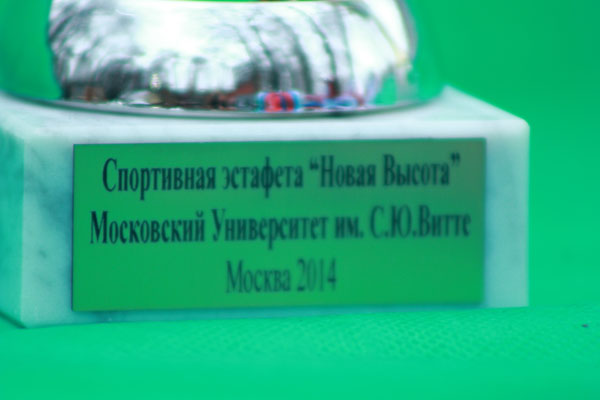 Спортивная эстафета “Новая Высота”
Московский Университет им. С.Ю.Витте
Москва 2014